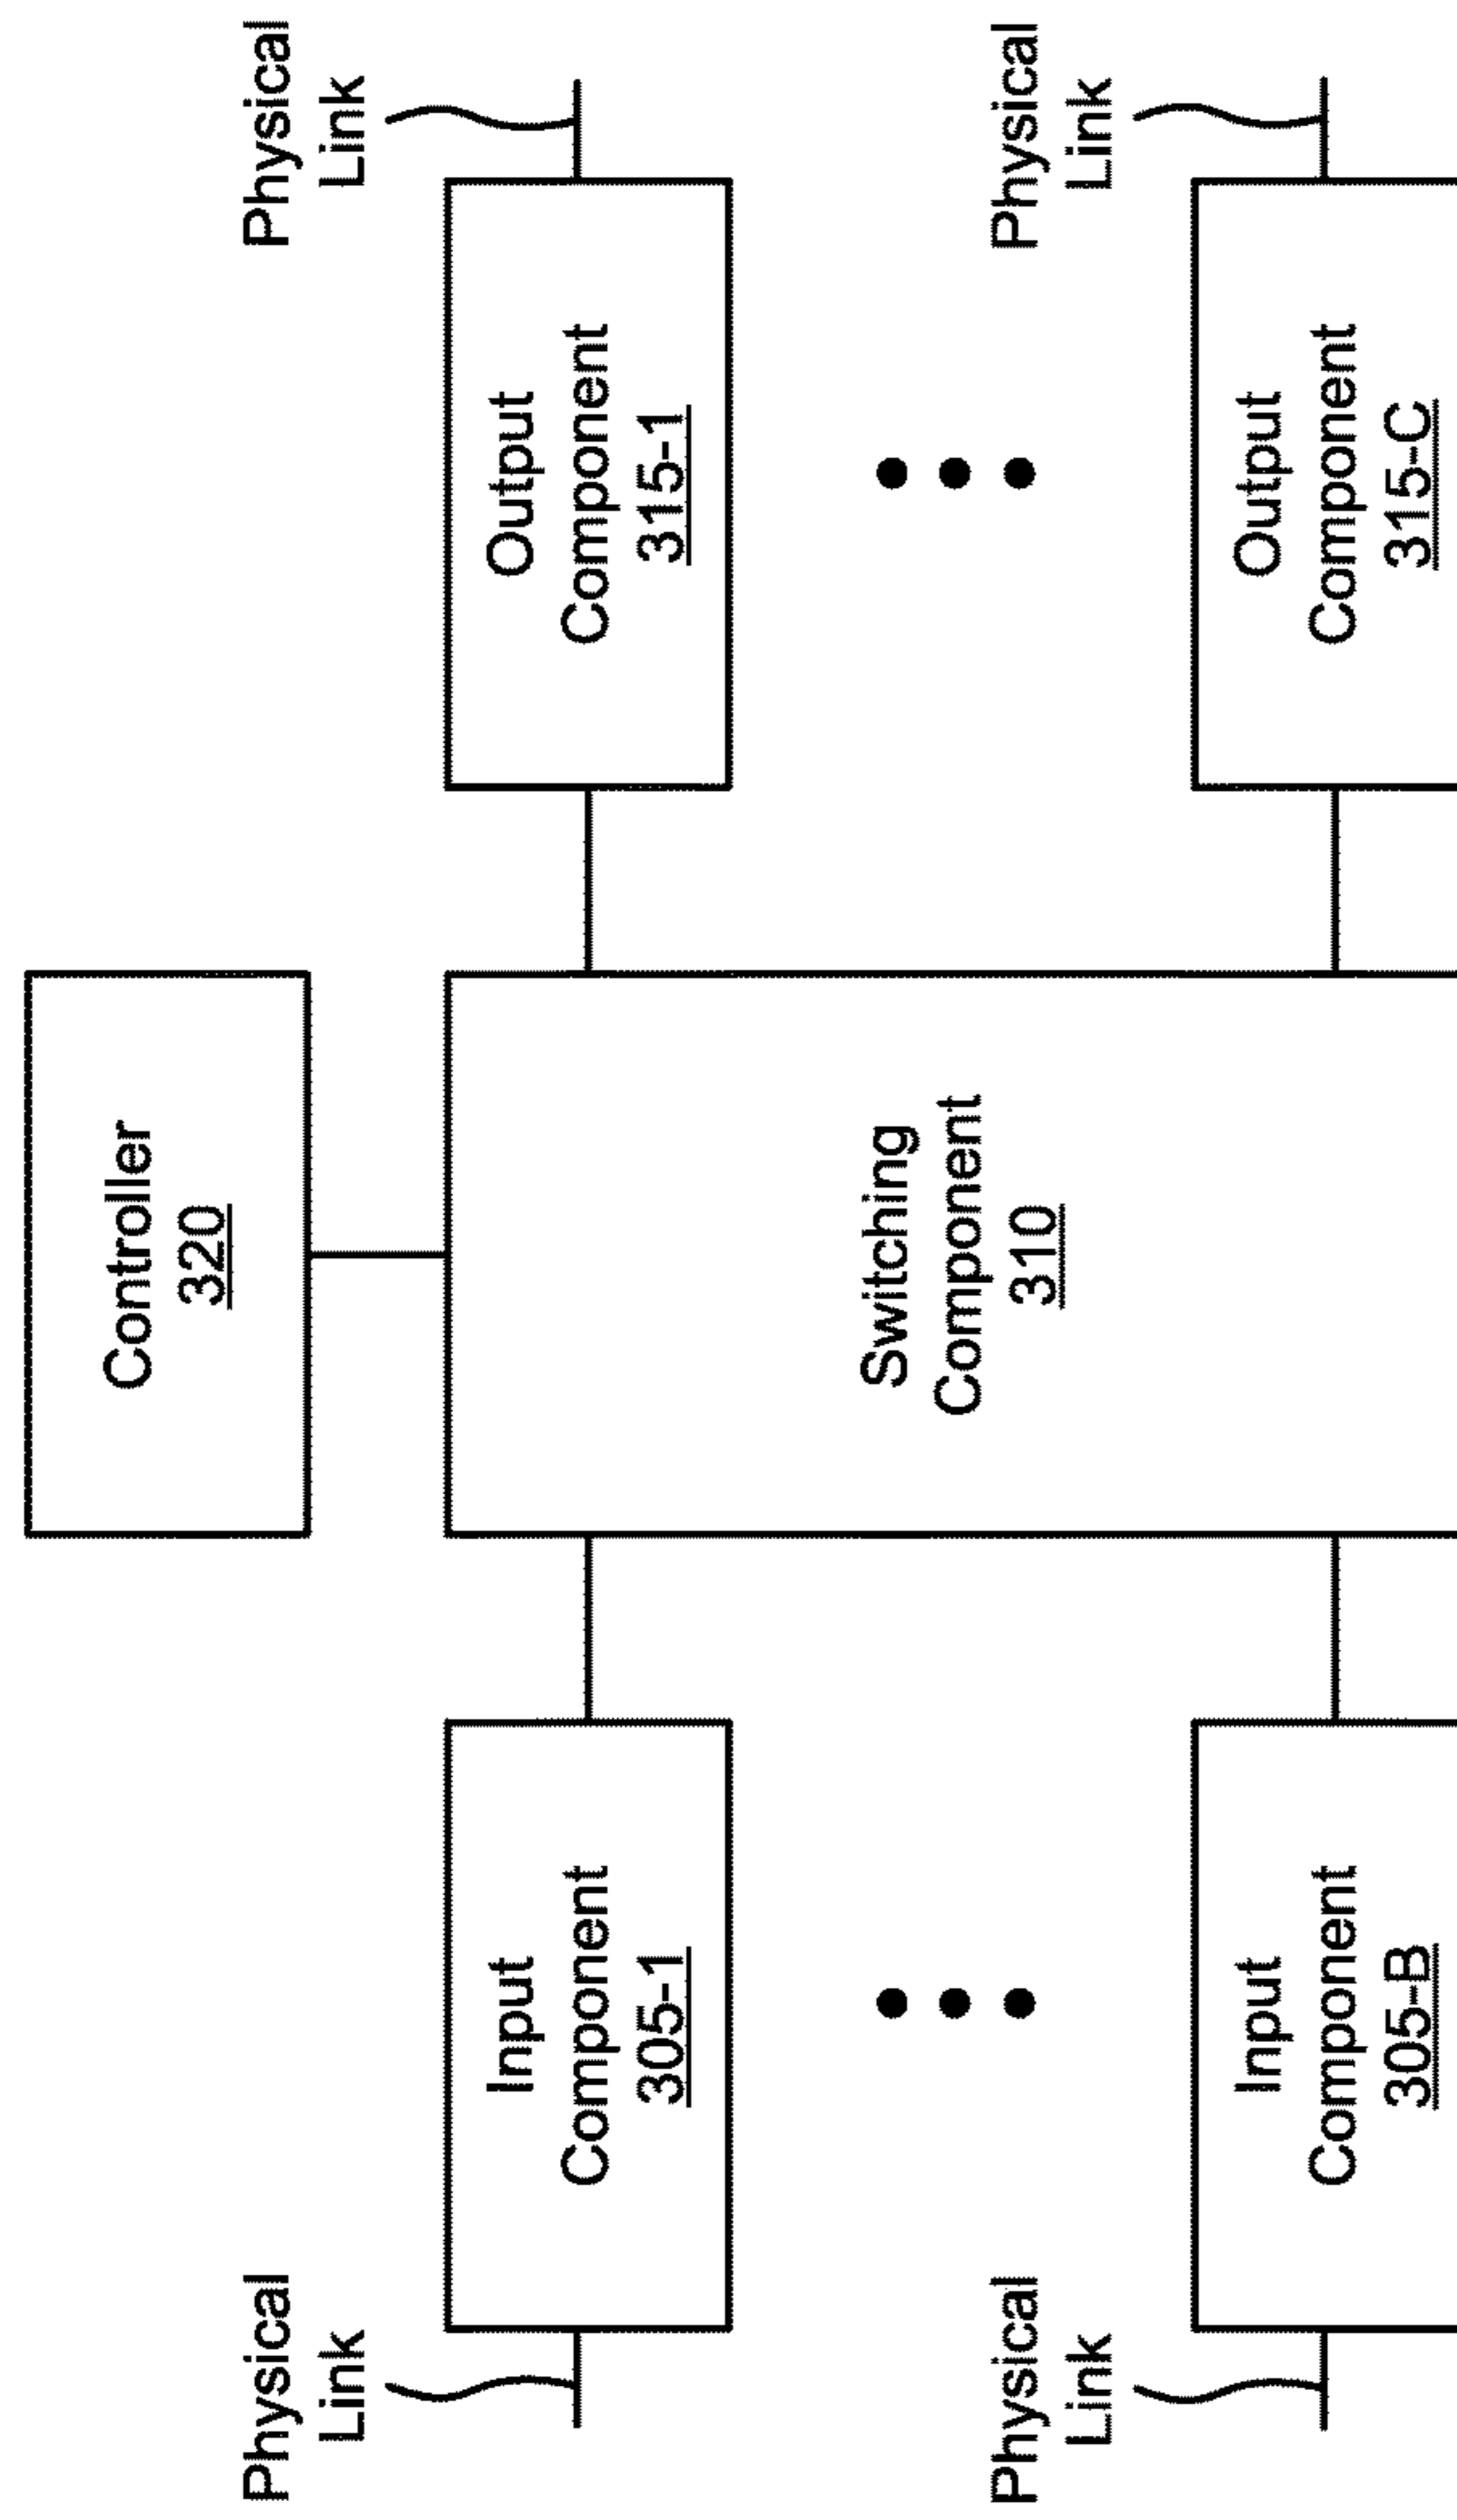 Controller
320
Physical
Link
Input
Component
305-1
Switching
Component
310
Output
Component
315-1
Physical
Link
Physical
Link
Input
Component
305-B
Output
Component
315-C
Physical
Link